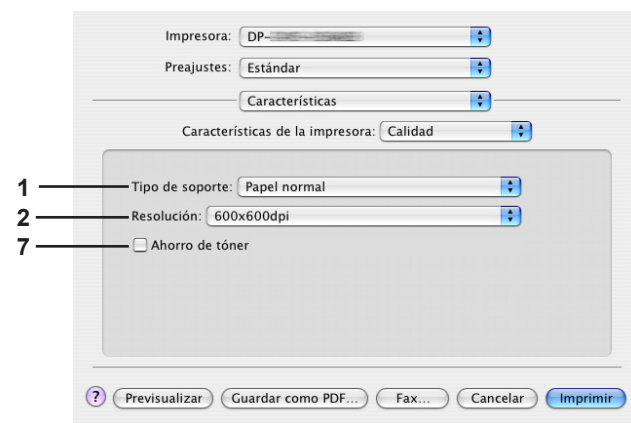 Impresora: DP-
Preajustes: Estándar
Características
Características de la impresora: Calidad
1 Tipo de soporte: Papel normal
2 Resolución: 600x600dpi
7 Ahorro de tóner
? Previsualizar Guardar como PDF... Fax... Cancelar Imprimir